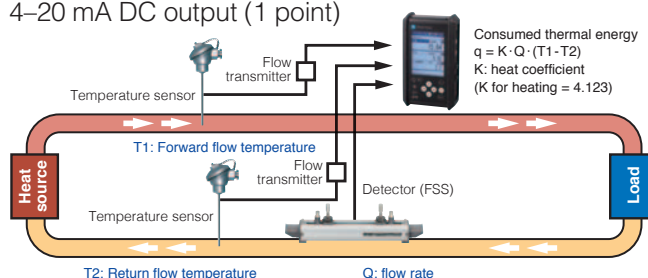 4–20 mA DC output (1 point)
Consumed thermal energy
q = K·Q·(T1-T2)
K: heat coefficient
(K for heating = 4.123)
Flow
transmitter
Temperature sensor
T1: Forward flow temperature
Heat
source
Flow
transmitter
Detector (FSS)
Load
Temperature sensor
T2: Return flow temperature
Q: flow rate